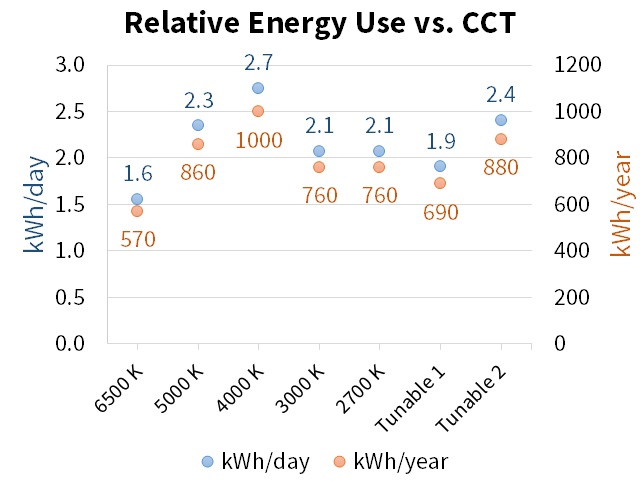 Relative Energy Use vs. CCT
3.0
2.5
2.0
1.5
1.0
0.5
0.0
kWh/day
1200
1000
800
600
400
200
0
kWh/year
1.6
2.3
2.7
2.1
2.1
1.9
2.4
570
860
1000
760
760
690
880
6500 K
5000 K
4000 K
3000 K
2700 K
Tunable 1
Tunable 2
kWh/day
kWh/year